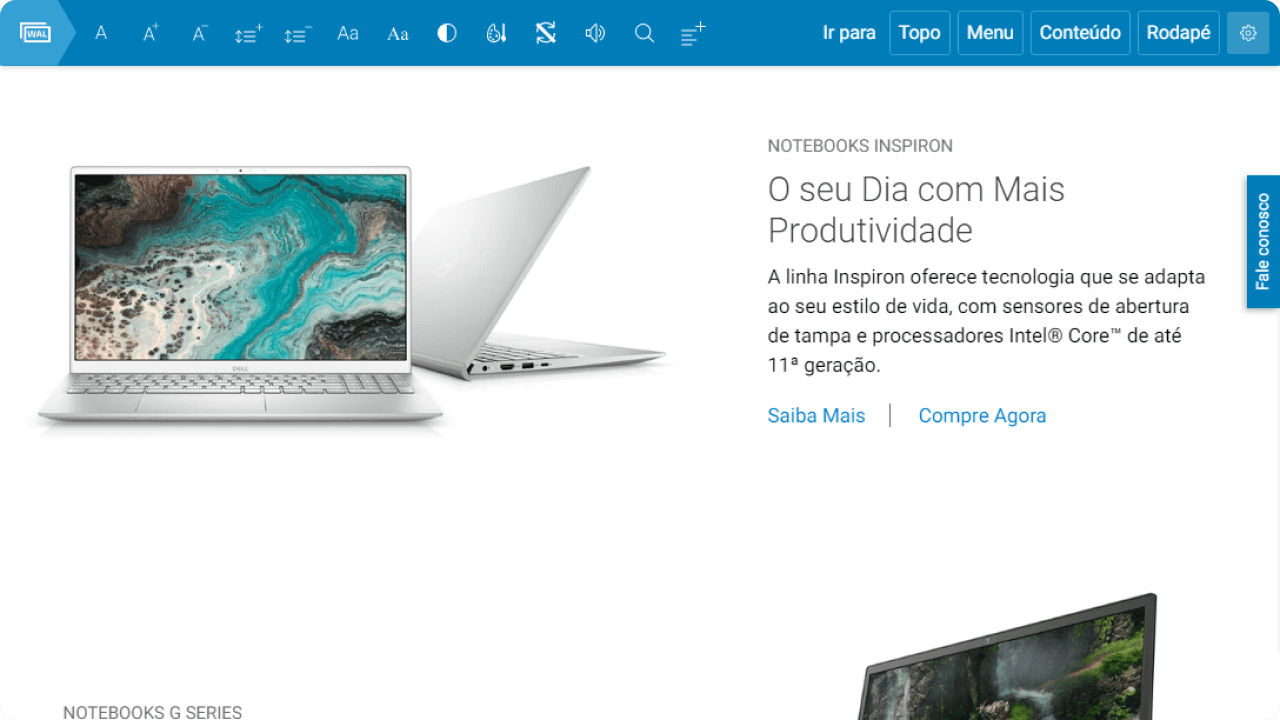 WAL
A
A+
A-
Aa
Aa
Ir para
Topo
Menu
Conteúdo
Rodapé
NOTEBOOKS INSPIRON
O seu Dia com Mais
Produtividade
A linha Inspiron oferece tecnologia que se adapta
ao seu estilo de vida, com sensores de abertura
de tampa e processadores Intel® Core™ de até
11ª geração.
Saiba Mais
Compre Agora
Fale conosco
DELL
NOTEBOOKS G SERIES